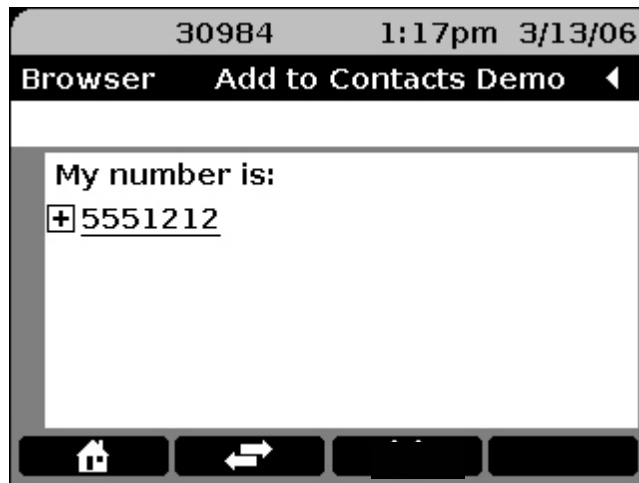 30984 1:17pm 3/13/06
Browser Add to Contacts Demo
My number is:
5551212